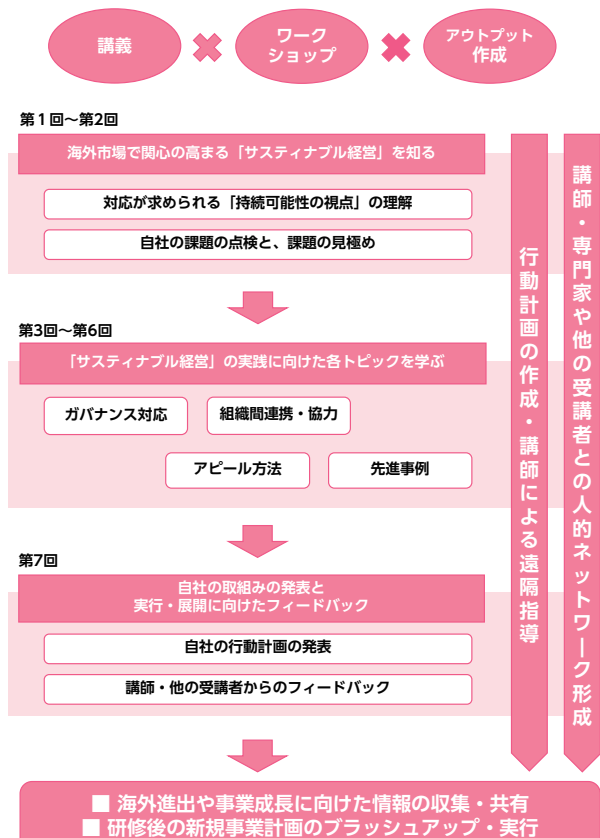 講義
ワーク
ショップ
アウトプット
作成
第1回～第2回
海外市場で関心の高まる「サスティナブル経営」を知る
対応が求められる「持続可能性の視点」の理解
自社の課題の点検と、課題の見極め
第3回～第6回
「サスティナブル経営」の実践に向けた各トピックを学ぶ
ガバナンス対応
組織間連携・協力
アピール方法
先進事例
第7回
自社の取組みの発表と
実行・展開に向けたフィードバック
自社の行動計画の発表
講師・他の受講者からのフィードバック
行動計画の作成・講師による遠隔指導
講師・専門家や他の受講者との人的ネットワーク形成
■ 海外進出や事業成長に向けた情報の収集・共有
■ 研修後の新規事業計画のブラッシュアップ・実行